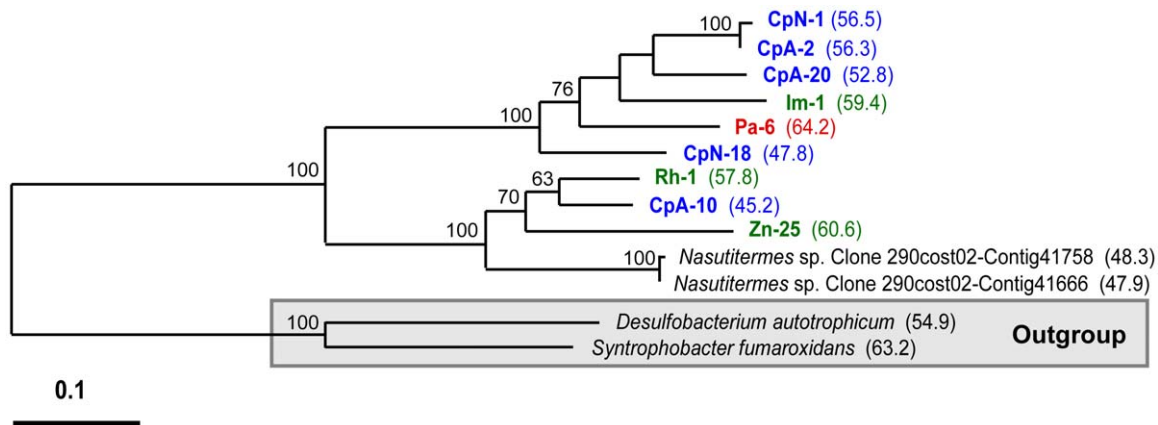 100 CpN-1 (56.5)
CpA-2 (56.3)
CpA-20 (52.8)
76 Im-1 (59.4)
100 Pa-6 (64.2)
CpN-18 (47.8)
100 63 Rh-1 (57.8)
70 CpA-10 (45.2)
100 Zn-25 (60.6)
100 Nasutitermes sp. Clone 290cost02-Contig41758 (48.3)
Nasutitermes sp. Clone 290cost02-Contig41666 (47.9)
100 Desulfobacterium autotrophicum (54.9)
Outgroup
Syntrophobacter fumaroxidans (63.2)
0.1